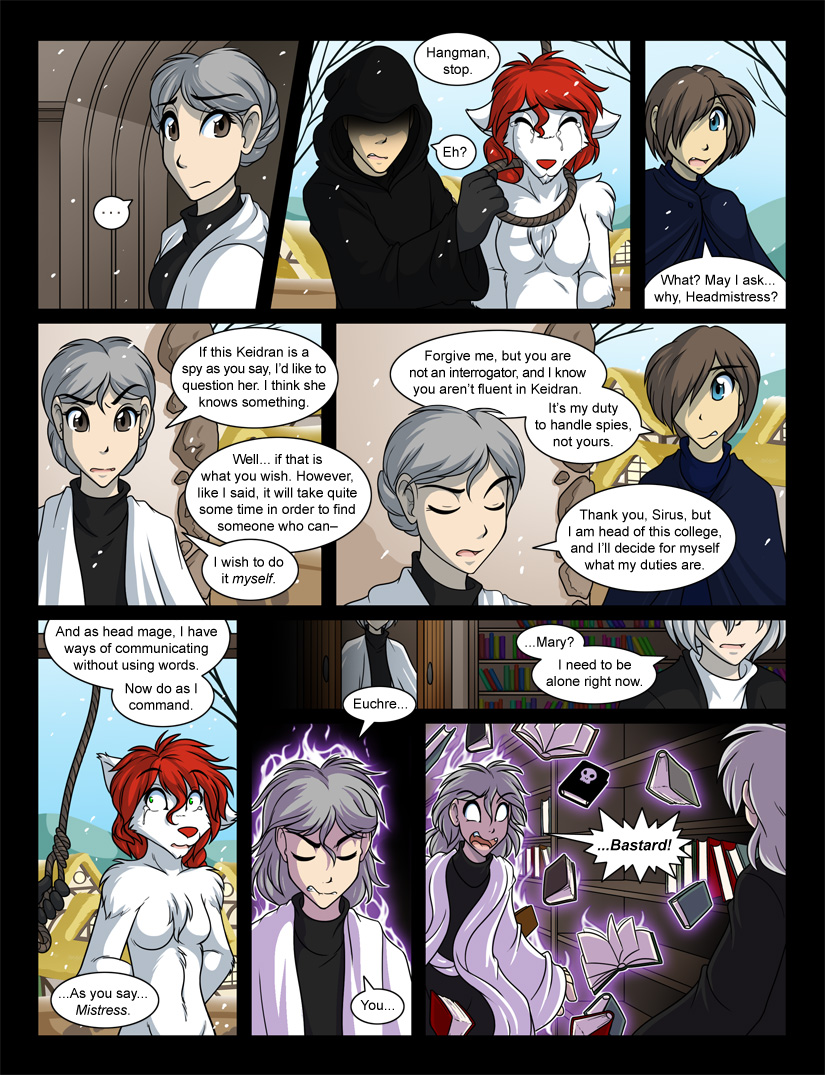 ...
Hangman,
stop.
Eh?
What? May I ask...
why, Headmistress?
If this Keidran is a
spy as you say, I'd like to
question her. I think she
knows something.
Well... if that is
what you wish. However,
like I said, it will take quite
some time in order to find
someone who can–
I wish to do
it myself.
Forgive me, but you are
not an interrogator, and I know
you aren't fluent in Keidran.
It's my duty
to handle spies,
not yours.
Thank you, Sirus, but
I am head of this college,
and I'll decide for myself
what my duties are.
And as head mage, I have
ways of communicating
without using words.
Now do as I
command.
...As you say...
Mistress.
...Mary?
I need to be
alone right now.
Euchre...
You...
...Bastard!